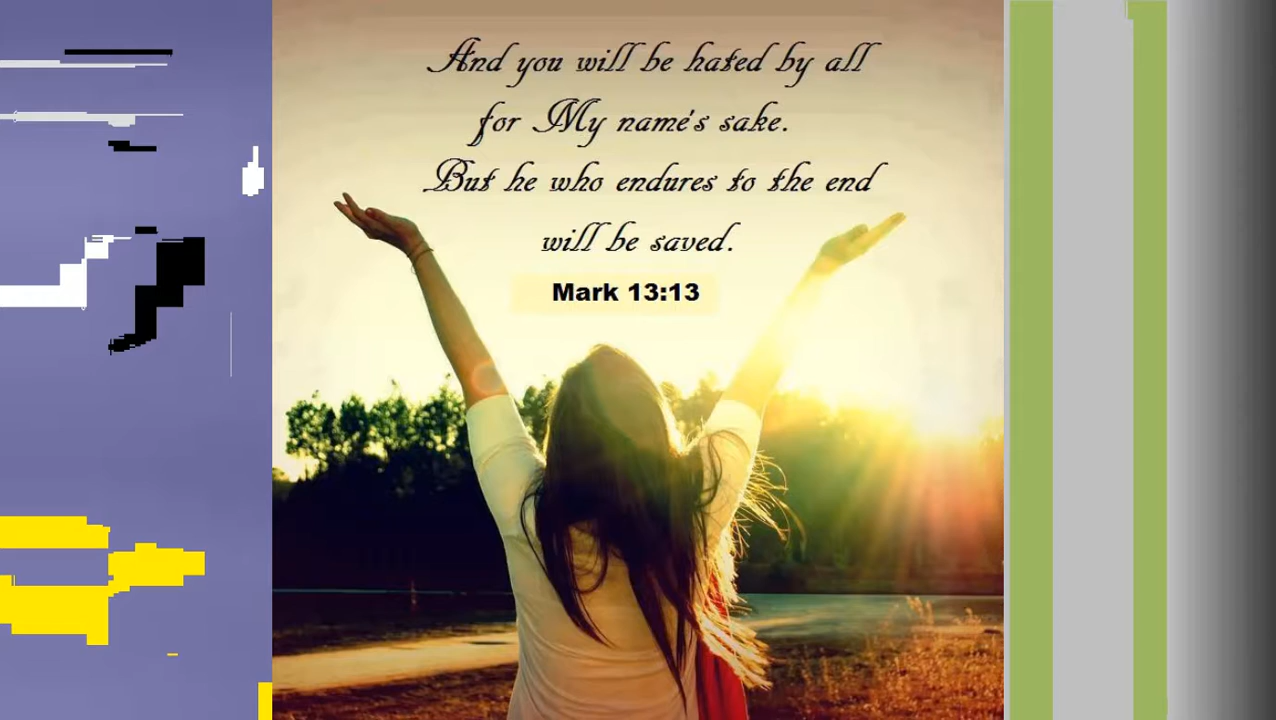 And you will be hated by all
for My name's sake.
But he who endures to the end
will be saved.
Mark 13:13